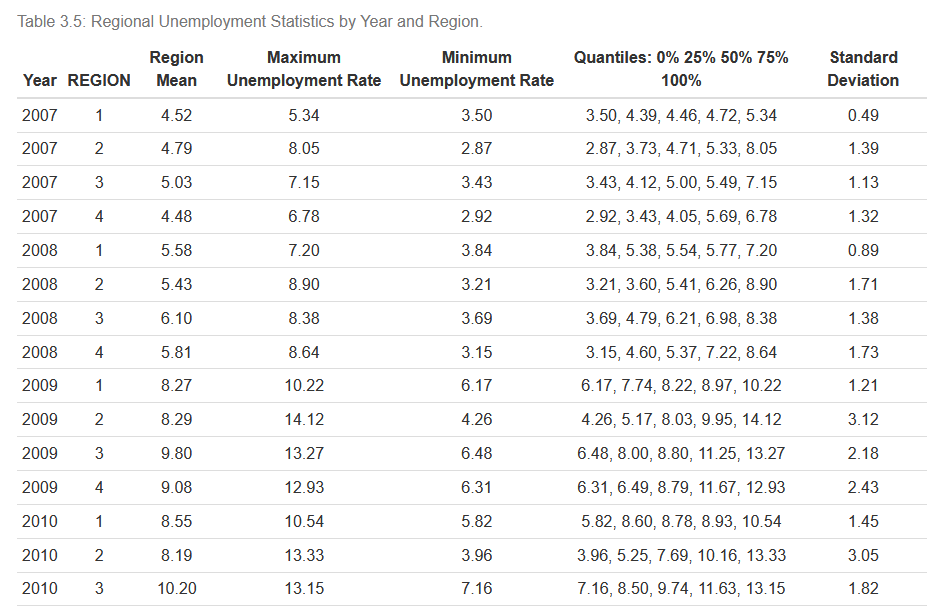 Table 3.5: Regional Unemployment Statistics by Year and Region.
Region Maximum Minimum Quantiles: 0% 25% 50% 75% Standard
Year REGION Mean Unemployment Rate Unemployment Rate 100% Deviation
2007 1 4.52 5.34 3.50 3.50, 4.39, 4.46, 4.72, 5.34 0.49
2007 2 4.79 8.05 2.87 2.87, 3.73, 4.71, 5.33, 8.05 1.39
2007 3 5.03 7.15 3.43 3.43, 4.12, 5.00, 5.49, 7.15 1.13
2007 4 4.48 6.78 2.92 2.92, 3.43, 4.05, 5.69, 6.78 1.32
2008 1 5.58 7.20 3.84 3.84, 5.38, 5.54, 5.77, 7.20 0.89
2008 2 5.43 8.90 3.21 3.21, 3.60, 5.41, 6.26, 8.90 1.71
2008 3 6.10 8.38 3.69 3.69, 4.79, 6.21, 6.98, 8.38 1.38
2008 4 5.81 8.64 3.15 3.15, 4.60, 5.37, 7.22, 8.64 1.73
2009 1 8.27 10.22 6.17 6.17, 7.74, 8.22, 8.97, 10.22 1.21
2009 2 8.29 14.12 4.26 4.26, 5.17, 8.03, 9.95, 14.12 3.12
2009 3 9.80 13.27 6.48 6.48, 8.00, 8.80, 11.25, 13.27 2.18
2009 4 9.08 12.93 6.31 6.31, 6.49, 8.79, 11.67, 12.93 2.43
2010 1 8.55 10.54 5.82 5.82, 8.60, 8.78, 8.93, 10.54 1.45
2010 2 8.19 13.33 3.96 3.96, 5.25, 7.69, 10.16, 13.33 3.05
2010 3 10.20 13.15 7.16 7.16, 8.50, 9.74, 11.63, 13.15 1.82